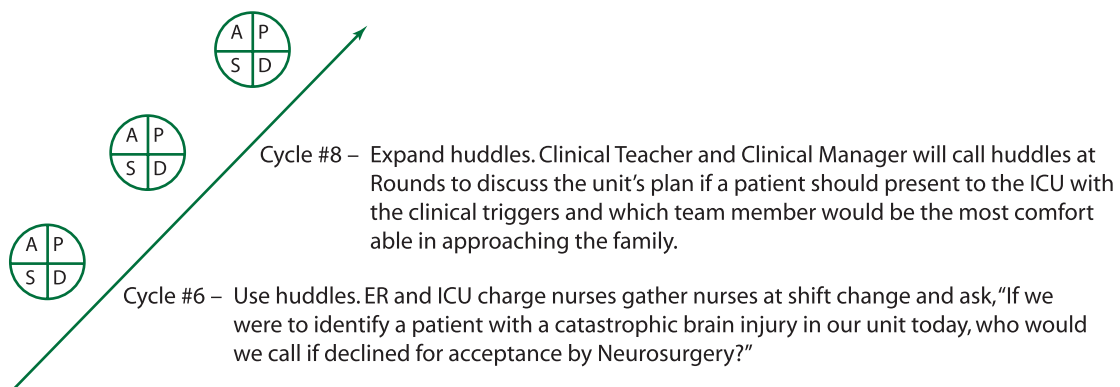 A P
S D
A P
S D
Cycle #8 – Expand huddles. Clinical Teacher and Clinical Manager will call huddles at
Rounds to discuss the unit's plan if a patient should present to the ICU with
the clinical triggers and which team member would be the most comfort
able in approaching the family.
A P
S D
Cycle #6 – Use huddles. ER and ICU charge nurses gather nurses at shift change and ask, “If we
were to identify a patient with a catastrophic brain injury in our unit today, who would
we call if declined for acceptance by Neurosurgery?”